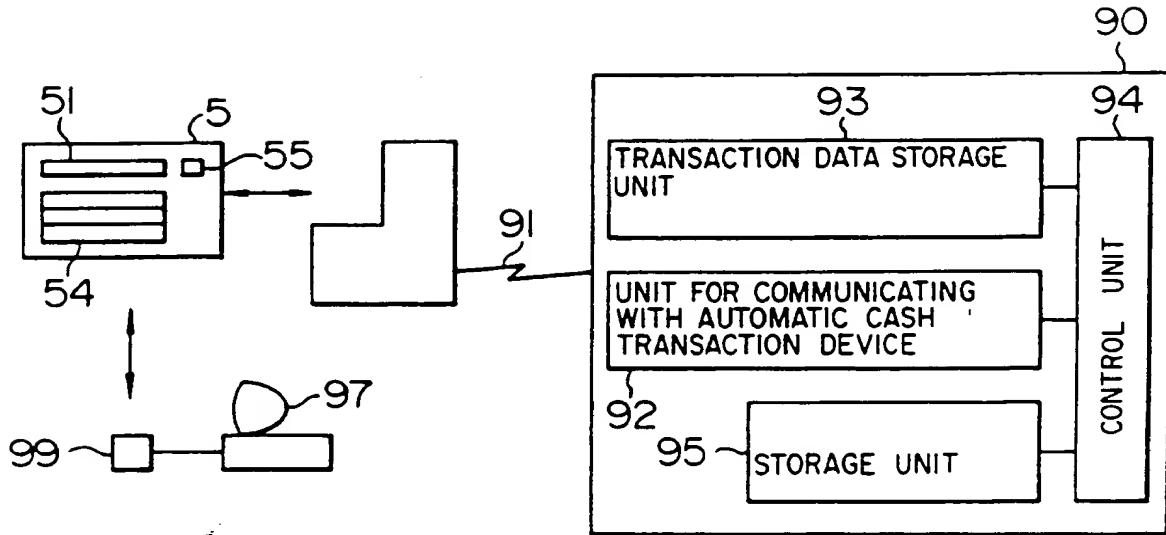 90
51
5
93
94
55
TRANSACTION DATA STORAGE
UNIT
91
54
UNIT FOR COMMUNICATING
WITH AUTOMATIC CASH
TRANSACTION DEVICE
CONTROL UNIT
97
92
99
95
STORAGE UNIT